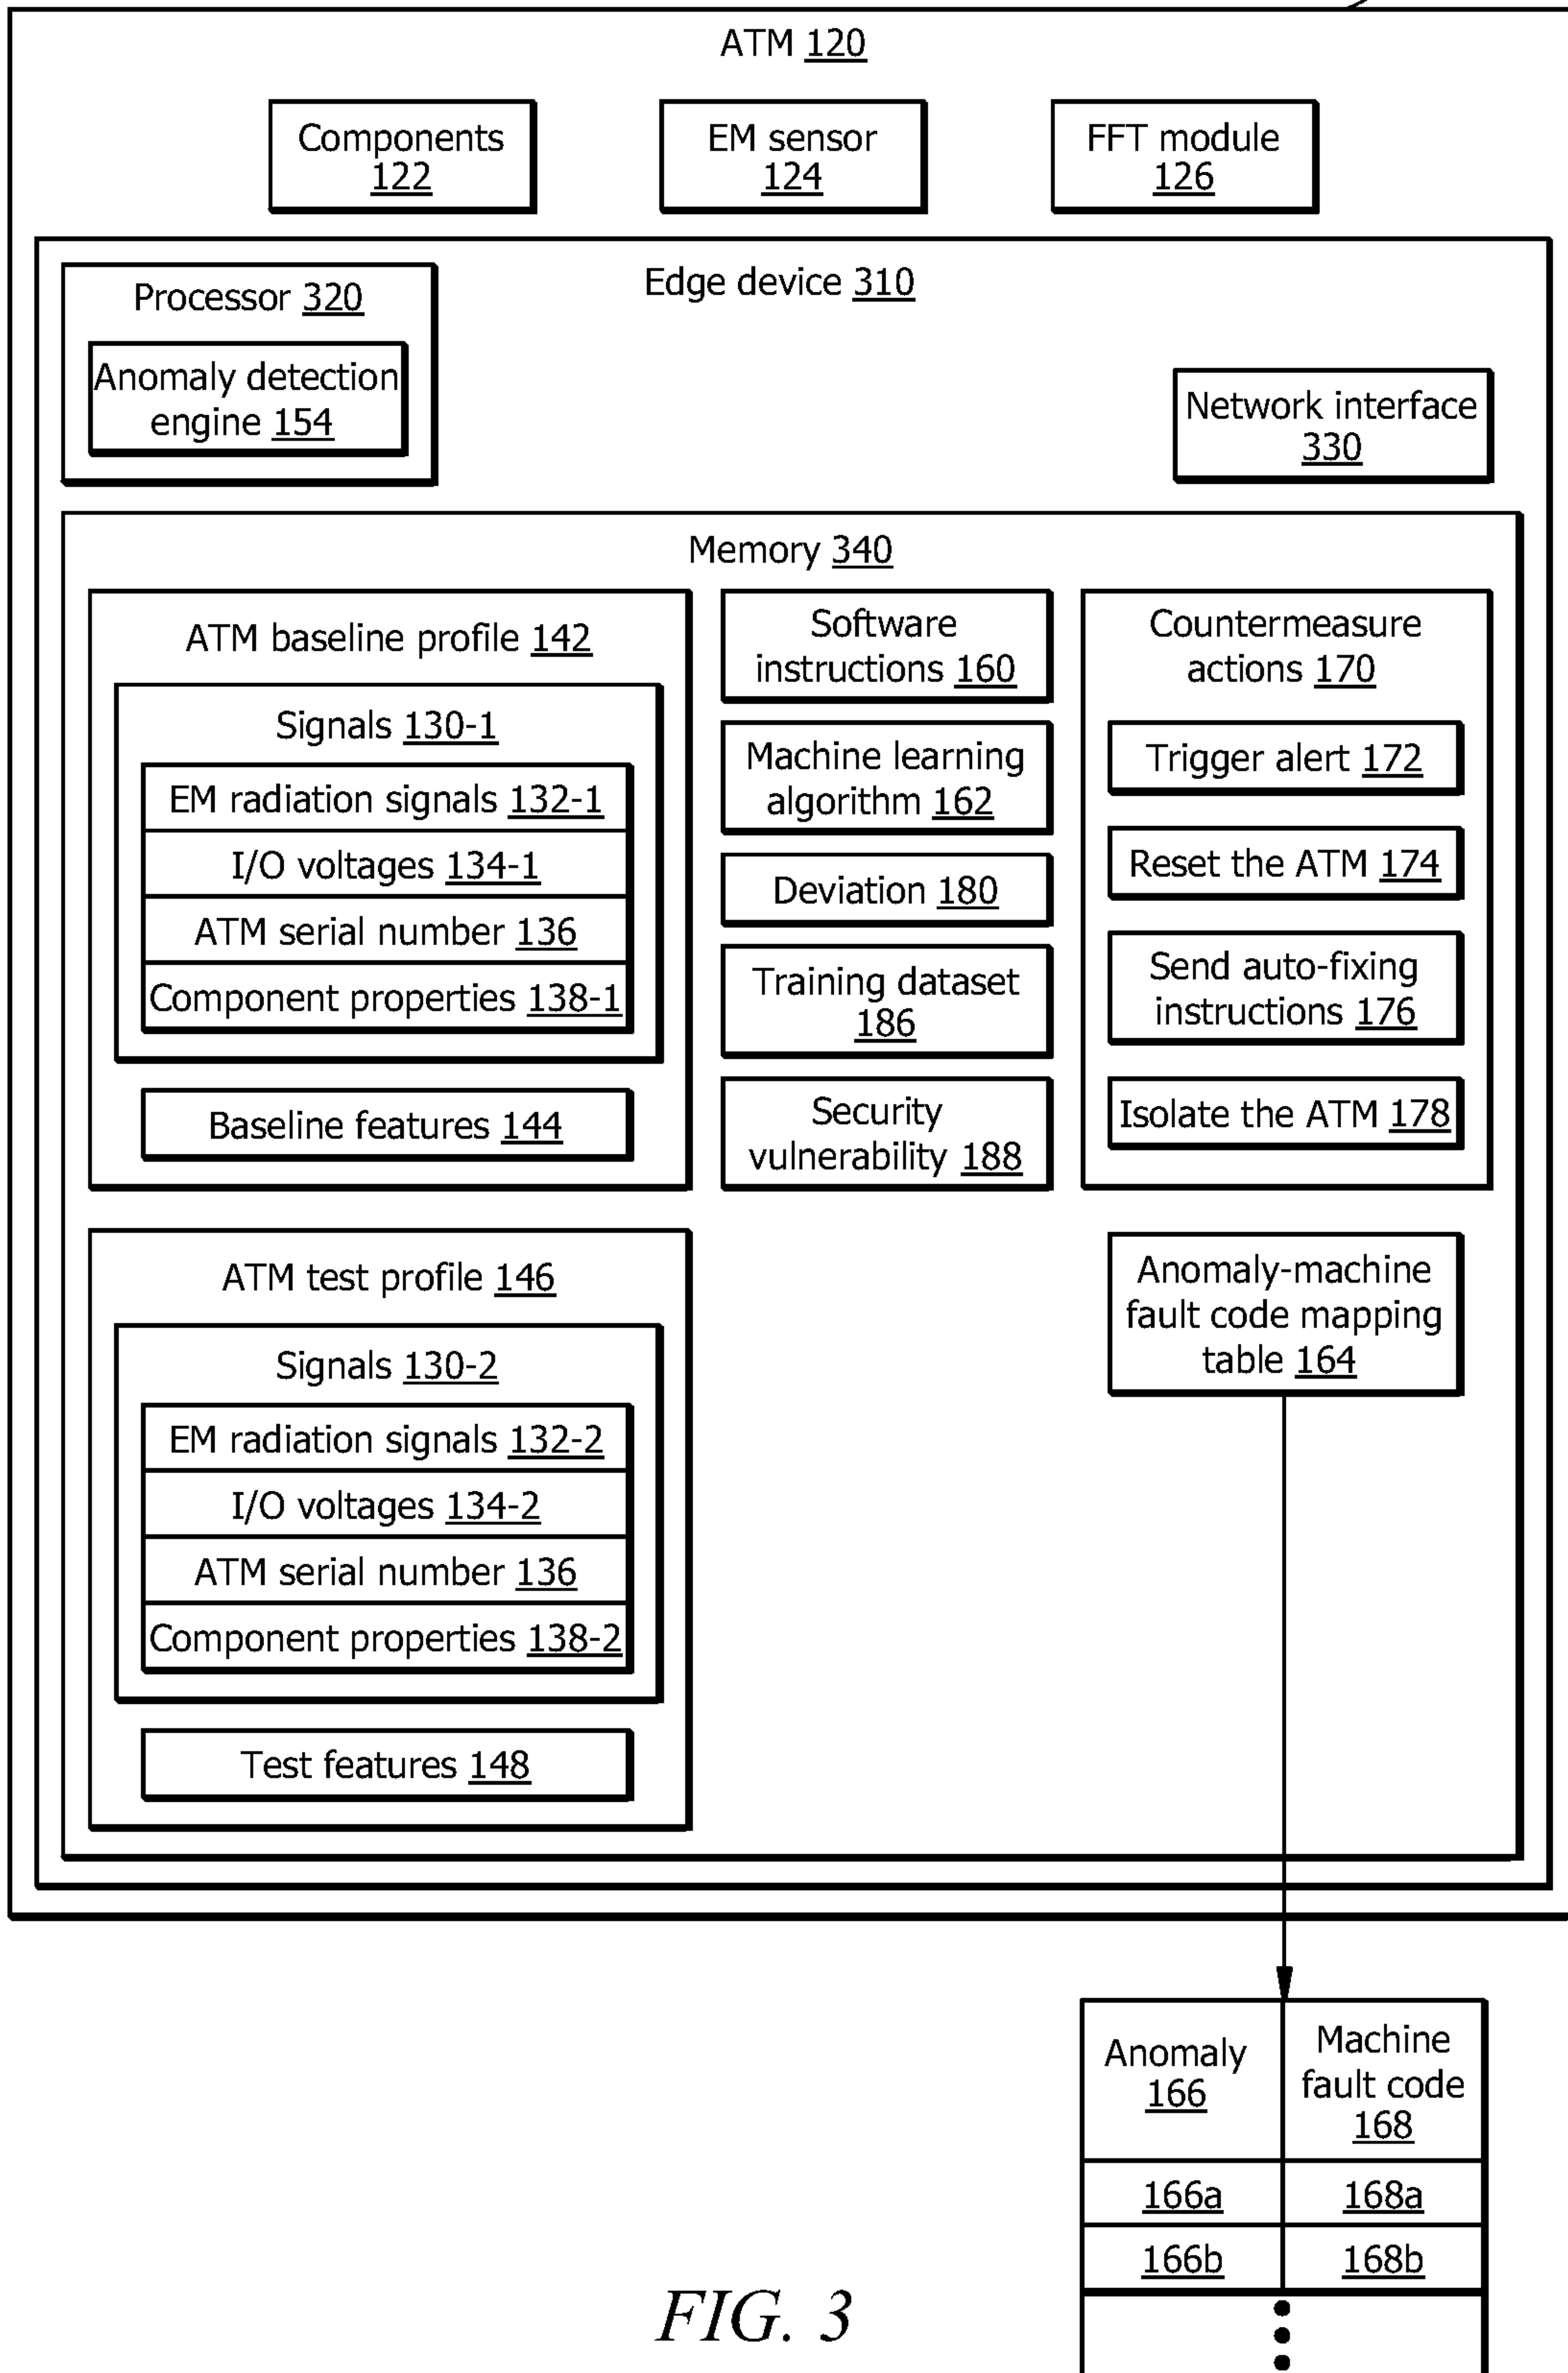 ATM 120
Components
122
EM sensor
124
FFT module
126
Edge device 310
Processor 320
Anomaly detection
engine 154
Network interface
330
Memory 340
ATM baseline profile 142
Signals 130-1
EM radiation signals 132-1
I/O voltages 134-1
ATM serial number 136
Component properties 138-1
Baseline features 144
Software
instructions 160
Machine learning
algorithm 162
Deviation 180
Training dataset
186
Security
vulnerability 188
Countermeasure
actions 170
Trigger alert 172
Reset the ATM 174
Send auto-fixing
instructions 176
Isolate the ATM 178
ATM test profile 146
Signals 130-2
EM radiation signals 132-2
I/O voltages 134-2
ATM serial number 136
Component properties 138-2
Test features 148
Anomaly-machine
fault code mapping
table 164
Anomaly
166
Machine
fault code
168
166a
168a
166b
168b
FIG. 3